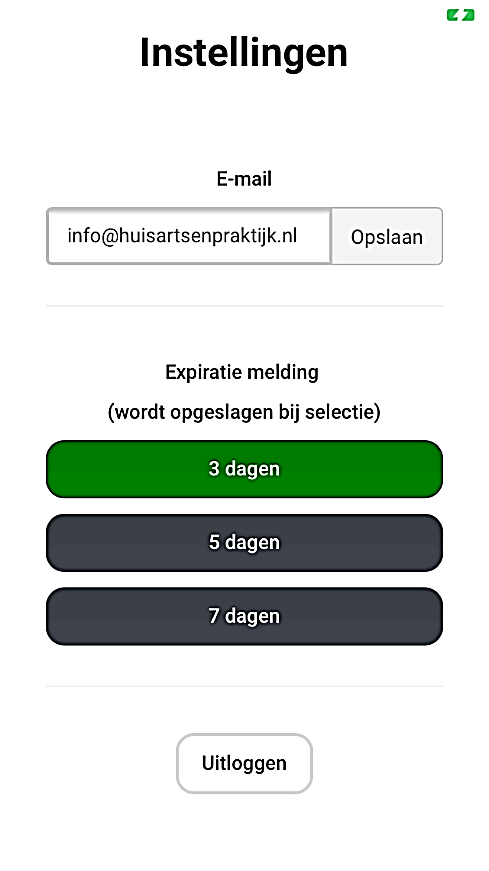 Instellingen
E-mail
info@huisartsenpraktijk.nl Opslaan
Expiratie melding
(wordt opgeslagen bij selectie)
3 dagen
5 dagen
7 dagen
Uitloggen